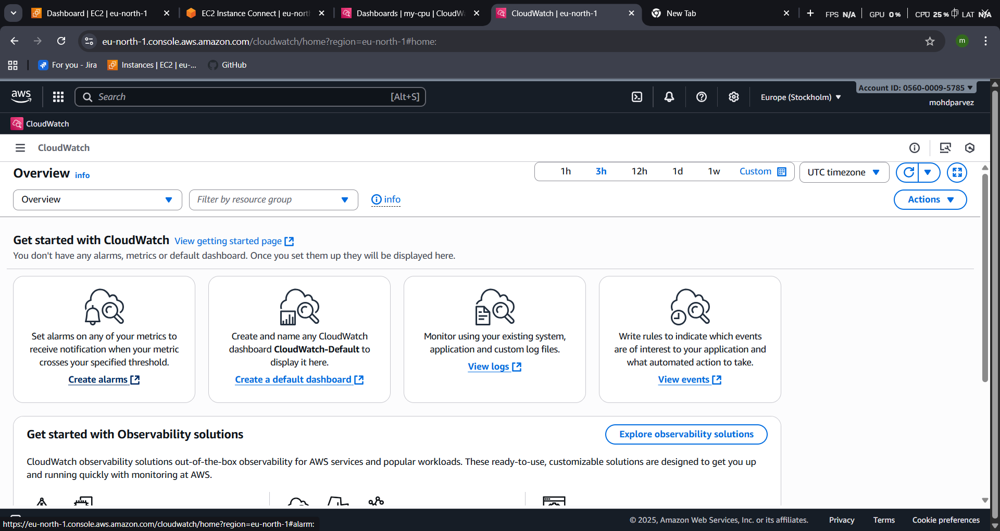 Dashboard | EC2 | eu-north-1
EC2 Instance Connect | eu-nort
Dashboards | my-cpu | CloudWa
CloudWatch | eu-north-1
New Tab
FPS N/A GPU 0% CPU 25% LAT N/A
eu-north-1.console.aws.amazon.com/cloudwatch/home?region=eu-north-1#home:
m
For you - Jira
Instances | EC2 | eu-...
GitHub
aws
Search
[Alt+S]
Europe (Stockholm)
Account ID: 0560-0009-5785
mohdparvez
CloudWatch
CloudWatch
Overview info
1h 3h 12h 1d 1w Custom
UTC timezone
Overview
Filter by resource group
info
Actions
Get started with CloudWatch View getting started page
You don't have any alarms, metrics or default dashboard. Once you set them up they will be displayed here.
Set alarms on any of your metrics to
receive notification when your metric
crosses your specified threshold.
Create alarms
Create and name any CloudWatch
dashboard CloudWatch-Default to
display it here.
Create a default dashboard
Monitor using your existing system,
application and custom log files.
View logs
Write rules to indicate which events
are of interest to your application and
what automated action to take.
View events
Get started with Observability solutions
Explore observability solutions
CloudWatch observability solutions out-of-the-box observability for AWS services and popular workloads. These ready-to-use, customizable solutions are designed to get you up
and running quickly with monitoring at AWS.
https://eu-north-1.console.aws.amazon.com/cloudwatch/home?region=eu-north-1#alarm:
© 2025, Amazon Web Services, Inc. or its affiliates.
Privacy
Terms
Cookie preferences